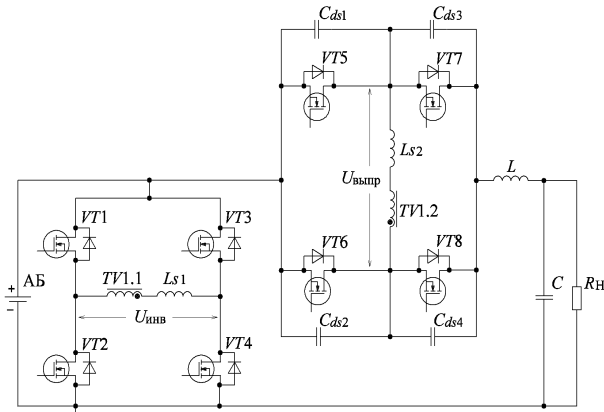 Cds1
Cds3
VT5
VT7
Ls2
Uвыпр
L
TV1.2
VT1
VT3
VT6
VT8
TV1.1
Ls1
+
АБ
−
C
RН
Uинв
Cds2
Cds4
VT2
VT4